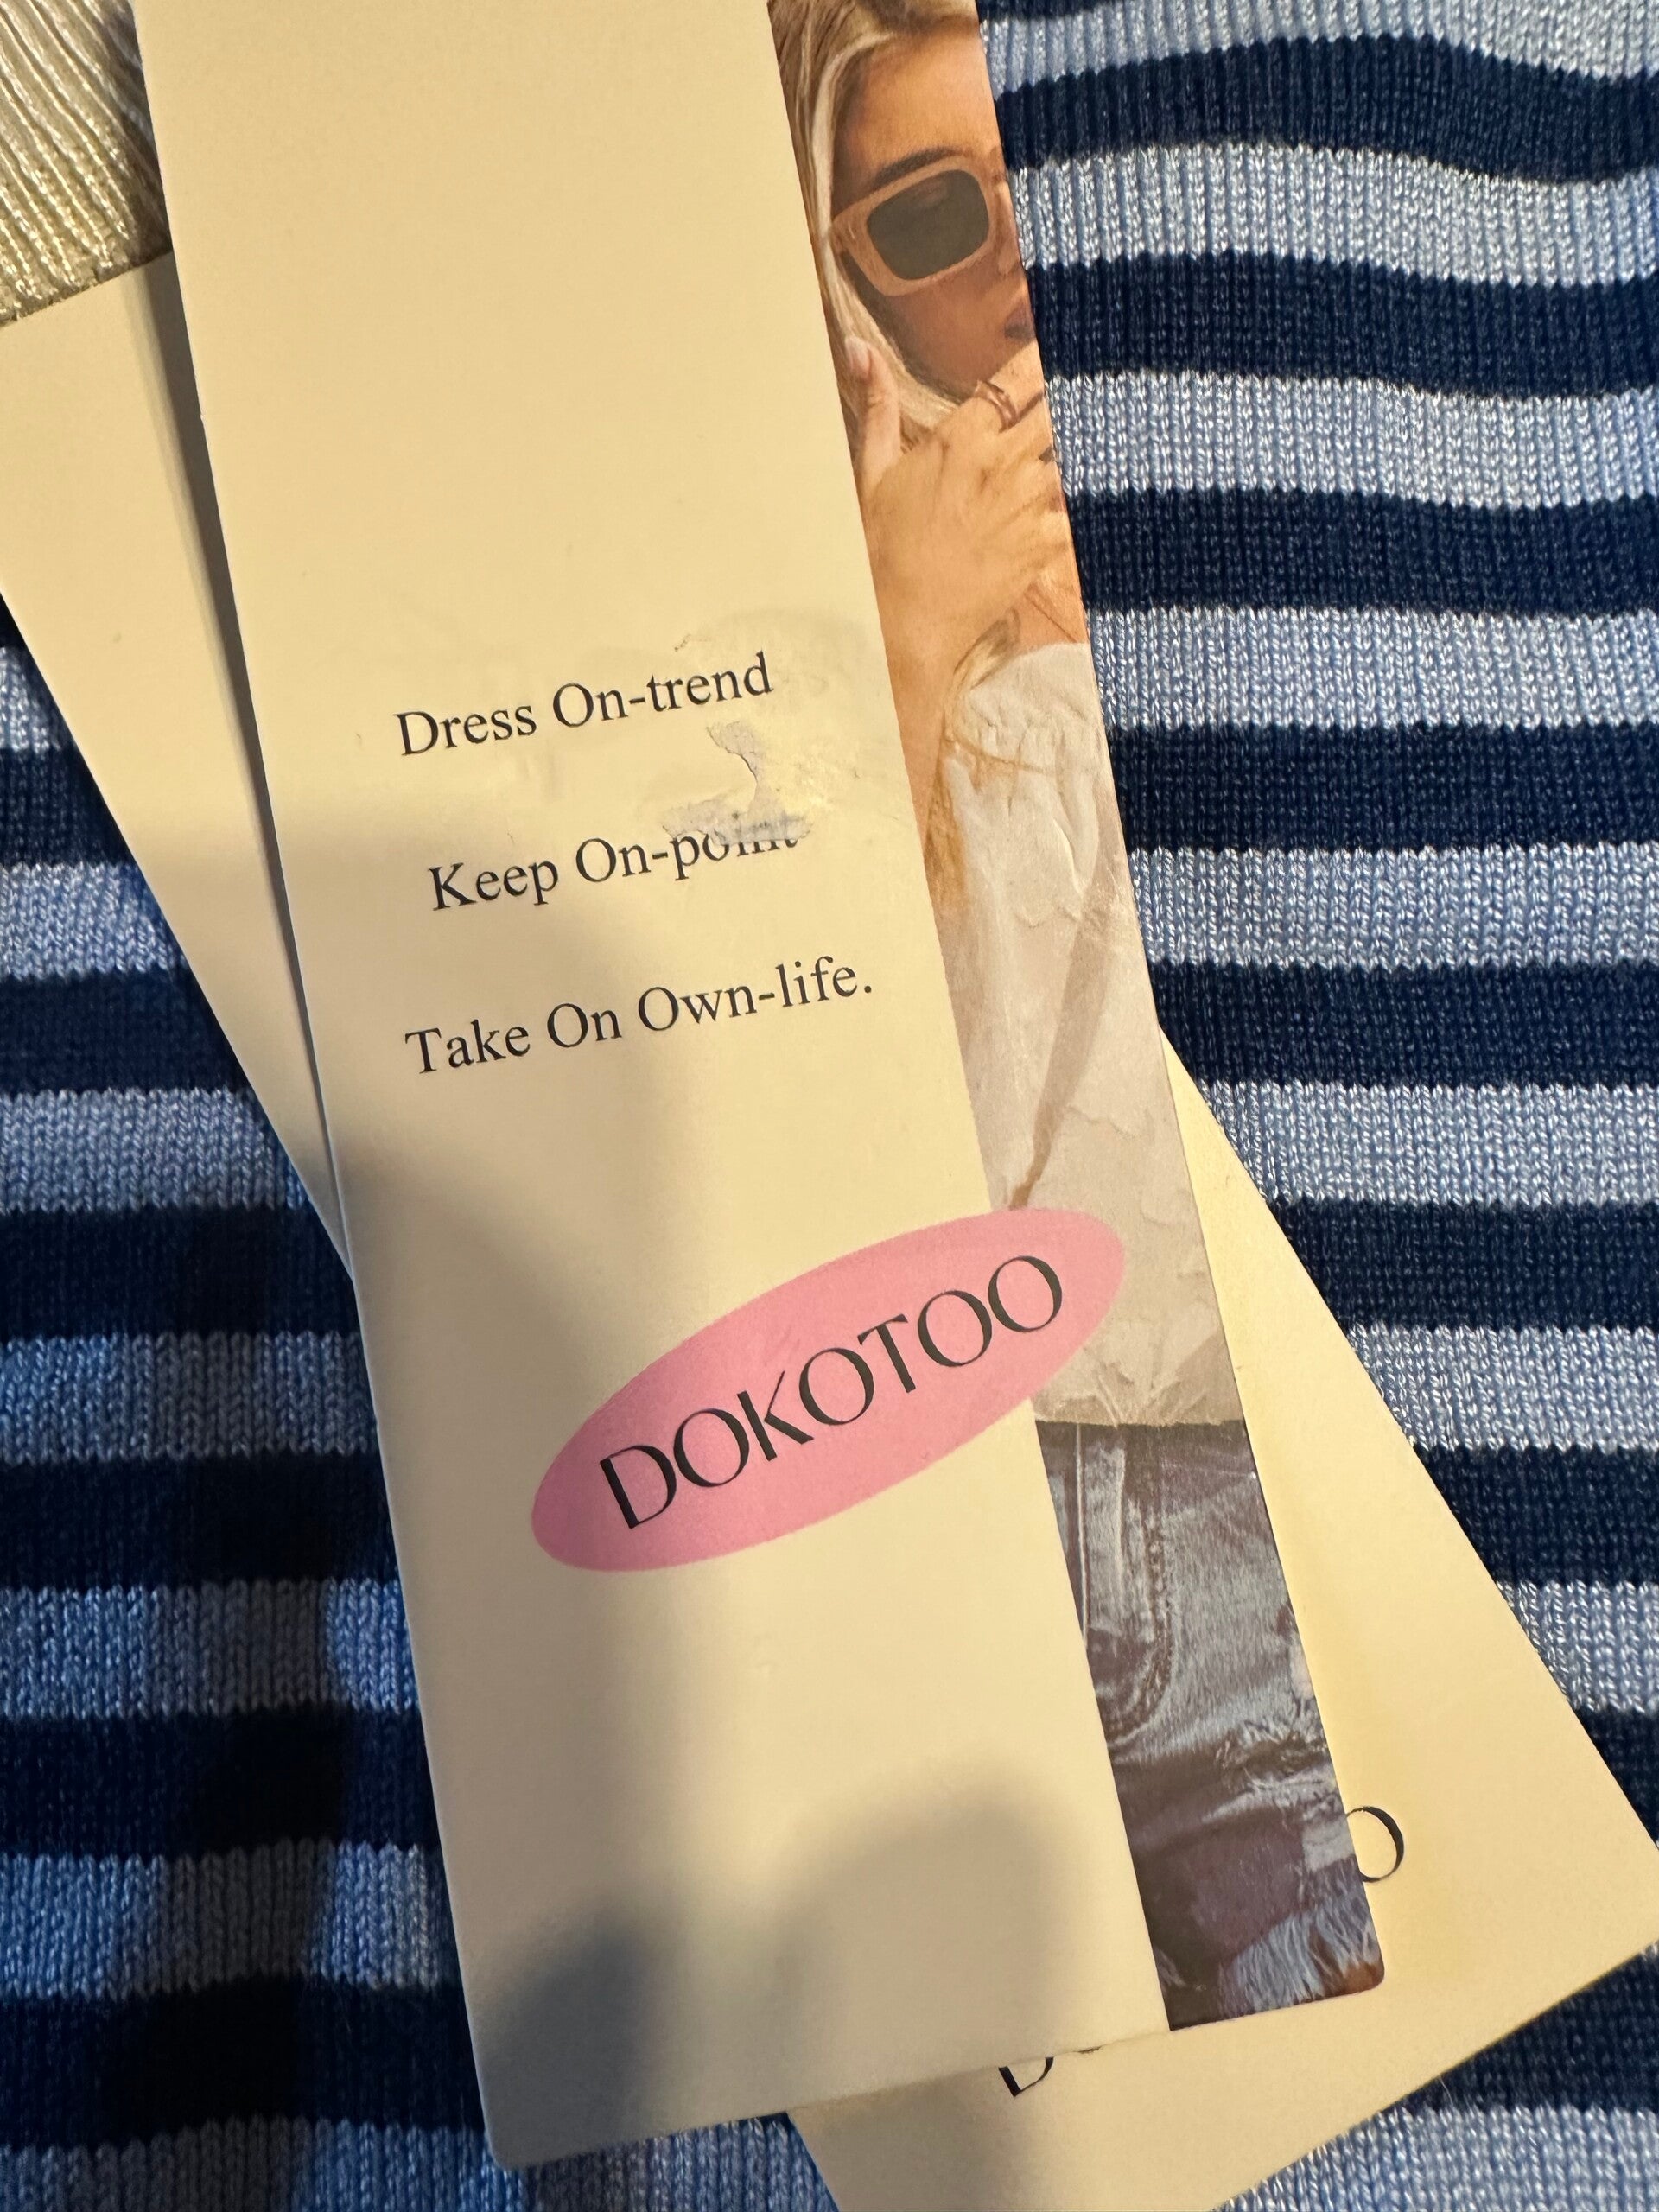 Dress On-trend
Keep On-point
Take On Own-life.
DOKOTOO